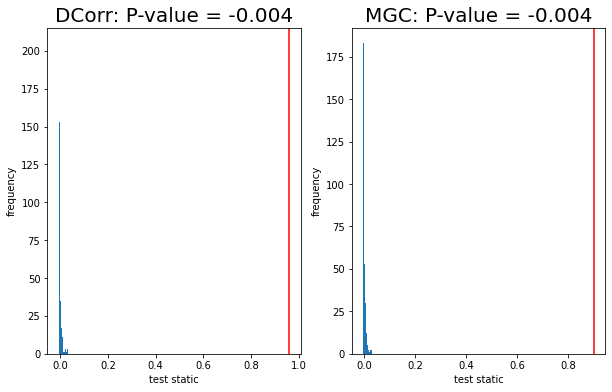 DCorr: P-value = -0.004
200
175
150
125
100
75
50
25
0
frequency
0.0 0.2 0.4 0.6 0.8 1.0
test static
MGC: P-value = -0.004
175
150
125
100
75
50
25
0
frequency
0.0 0.2 0.4 0.6 0.8
test static